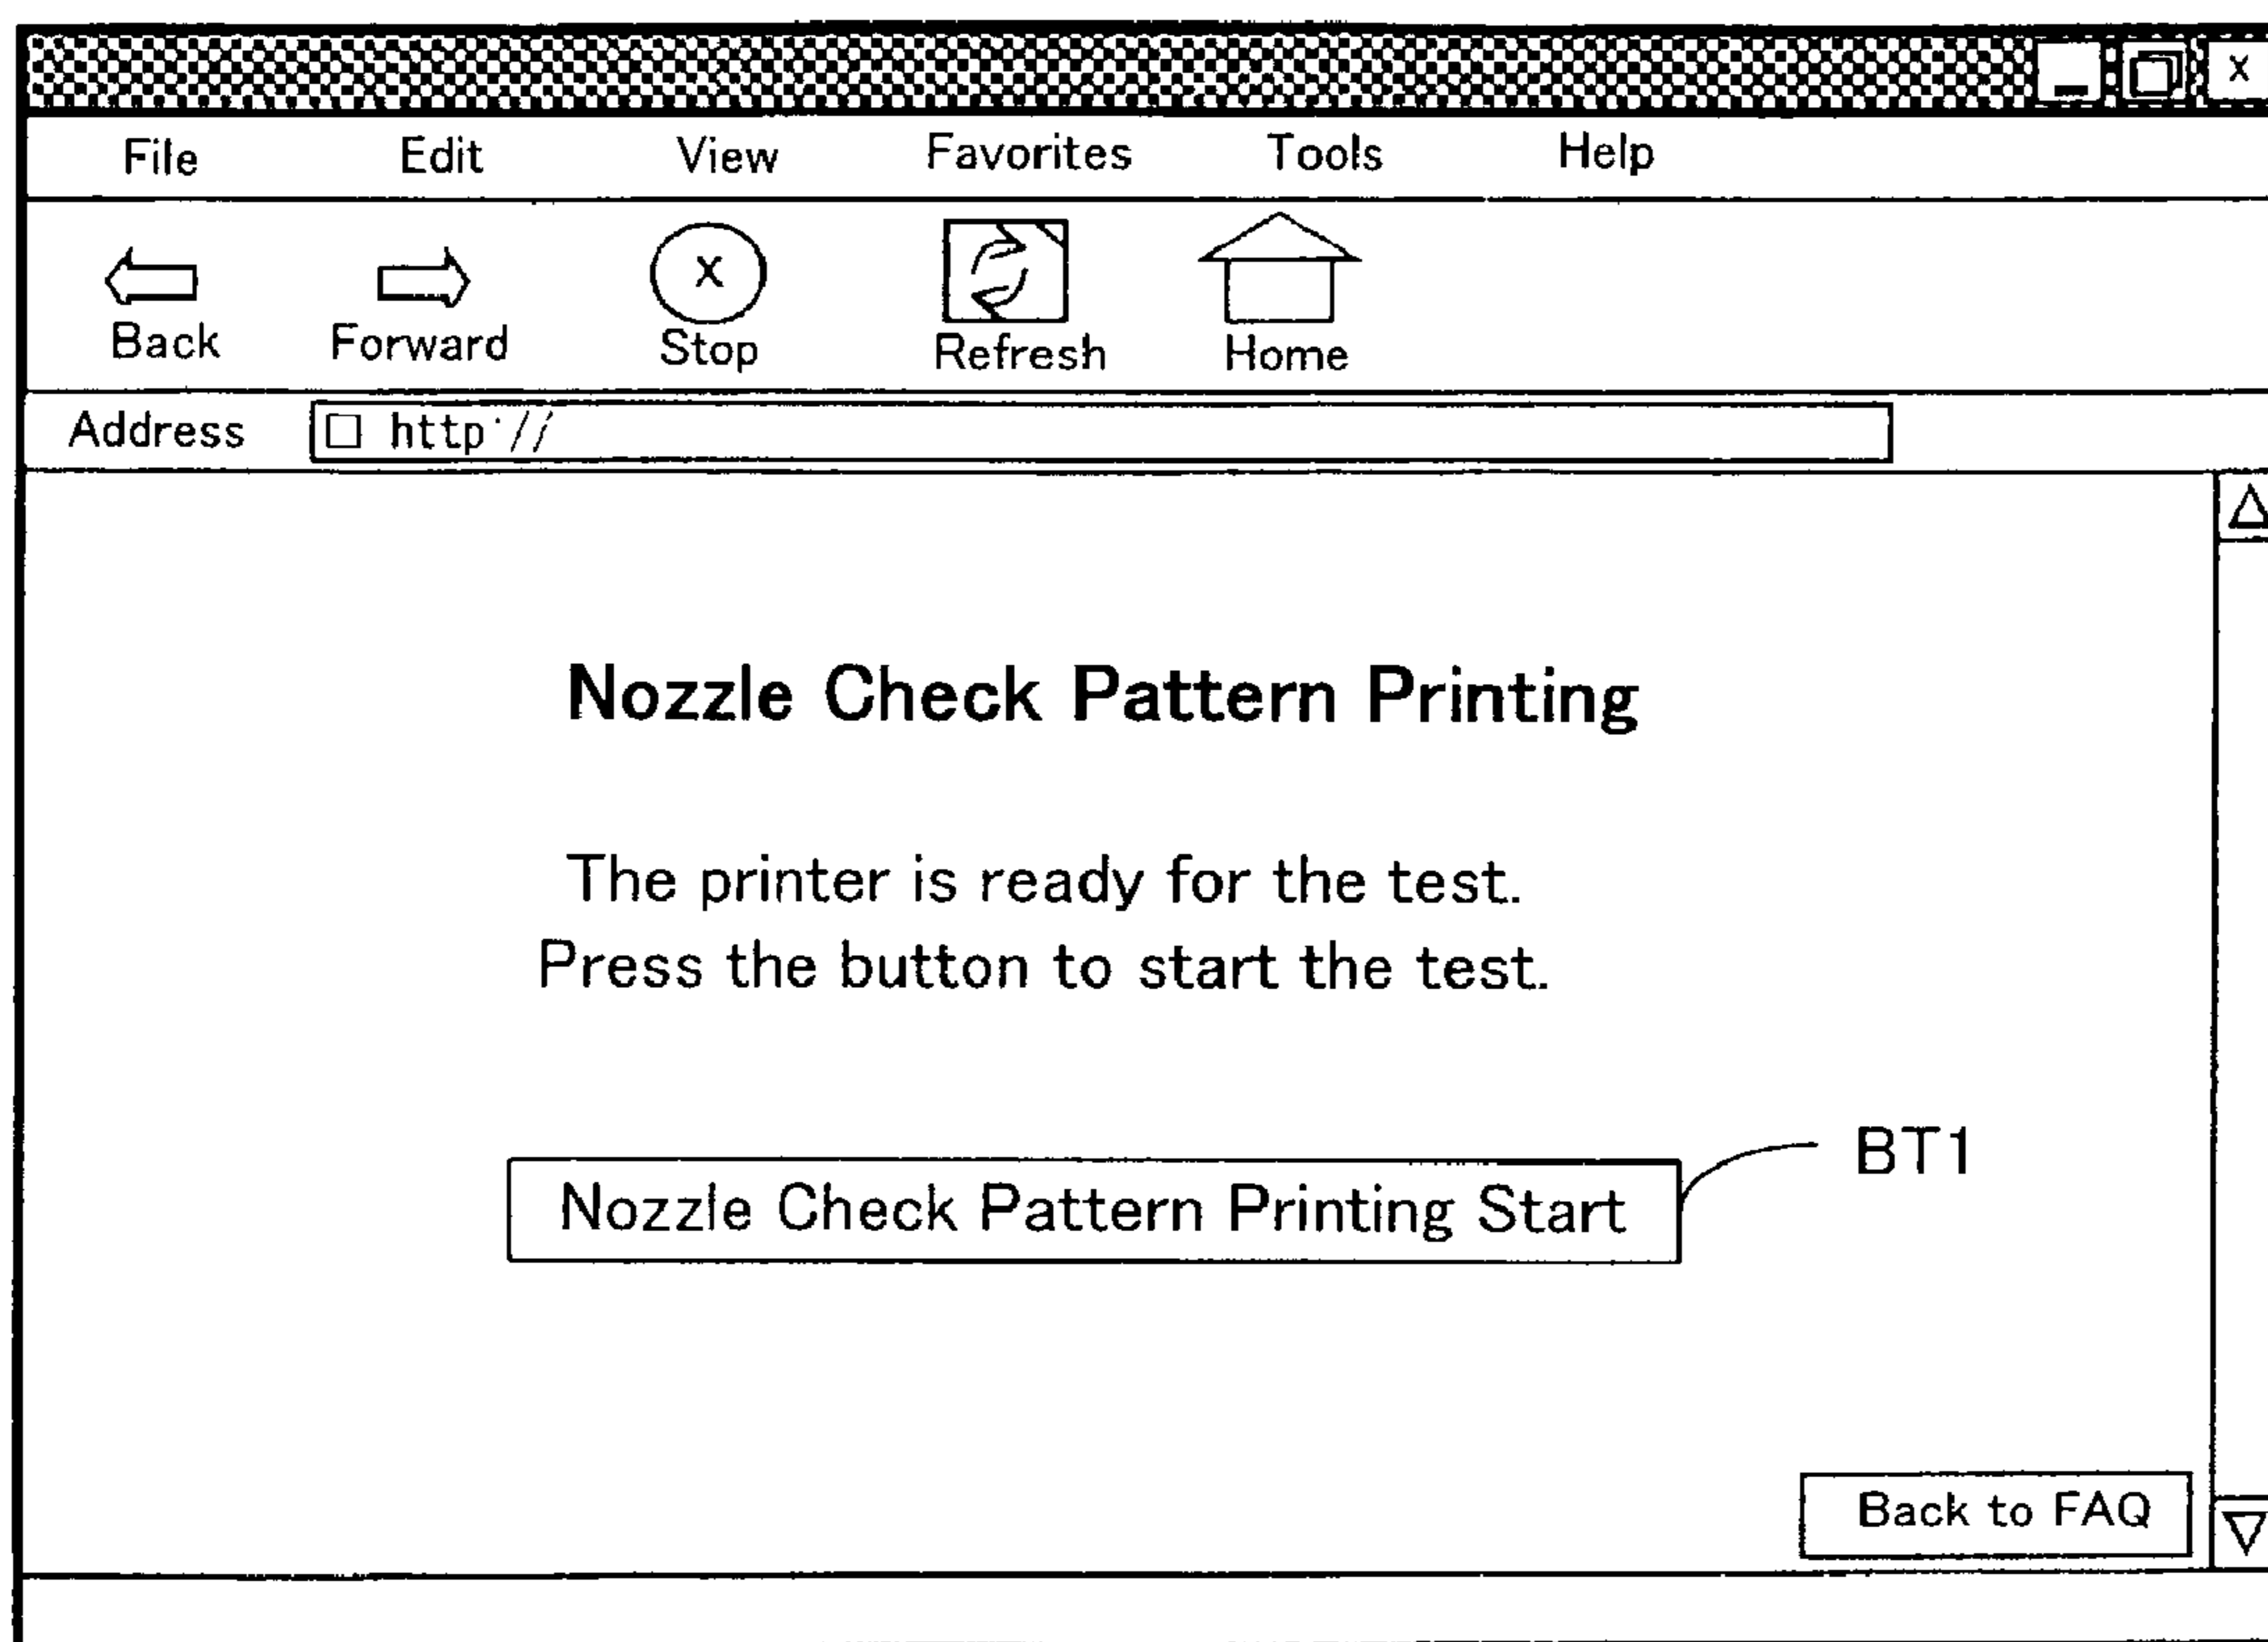 X
File Edit View Favorites Tools Help
X
Back Forward Stop Refresh Home
Address http://
Nozzle Check Pattern Printing
The printer is ready for the test.
Press the button to start the test.
BT1
Nozzle Check Pattern Printing Start
Back to FAQ